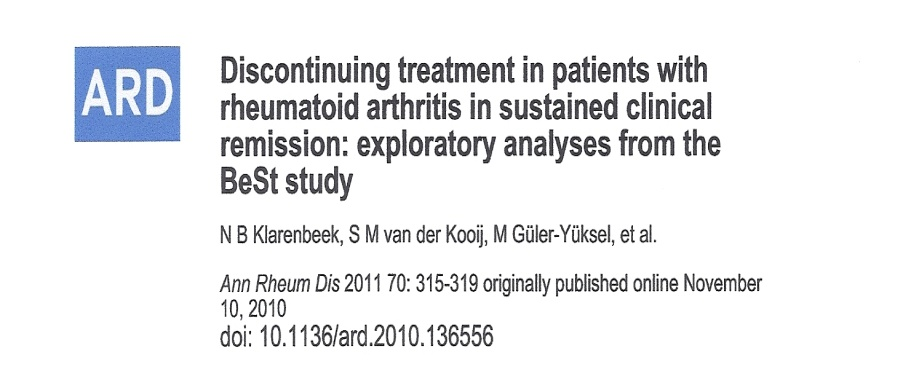 ARD
Discontinuing treatment in patients with
rheumatoid arthritis in sustained clinical
remission: exploratory analyses from the
BeSt study
N B Klarenbeek, S M van der Kooij, M Güler-Yüksel, et al.
Ann Rheum Dis 2011 70: 315-319 originally published online November
10, 2010
doi: 10.1136/ard.2010.136556